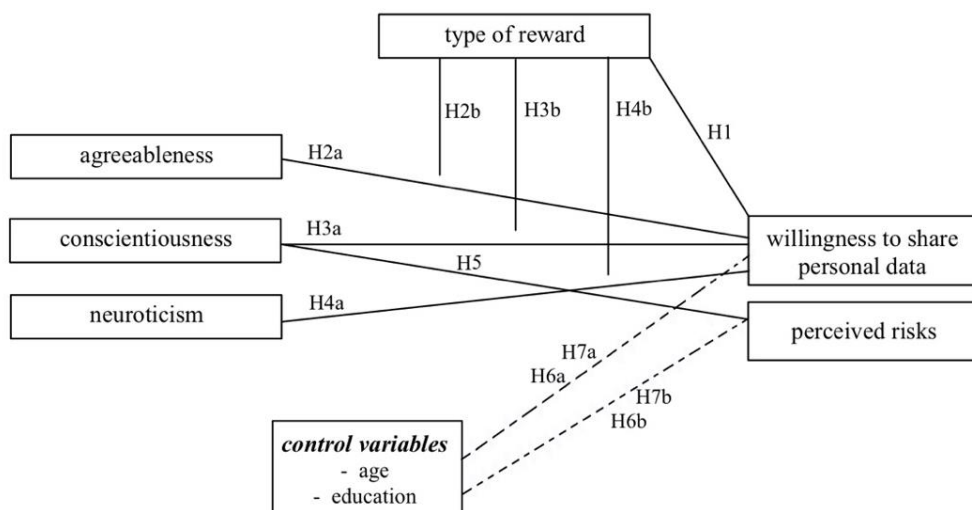 type of reward
H2b
H3b
H4b
H1
agreeableness
H2a
conscientiousness
H3a
willingness to share
personal data
H5
neuroticism
H4a
perceived risks
H7a
H6a
H7b
H6b
control variables
- age
- education